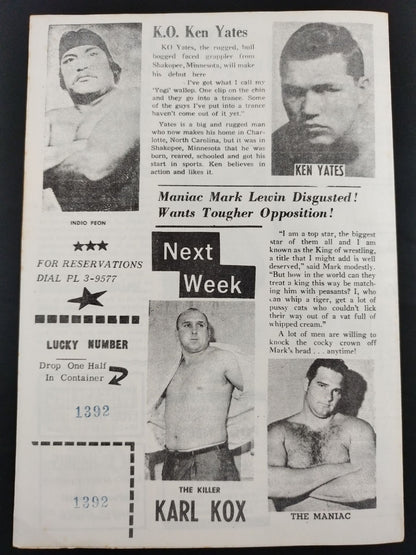 K.O. Ken Yates
KO Yates, the rugged, bull
bogged faced grappler from
Shakopee, Minnesota, will make
his debut here
-I've got what I call my
'Yogi' wallop. One clip on the chin
and they go into a trance. Some
of the guys I've put into a trance
haven't come out of it yet."
Yates is a big and rugged man
who now makes his home in Char-
lotte, North Carolina, but it was in
Shakopee, Minnesota that he was
born, reared, schooled and got his
start in sports. Ken believes in
action and likes it.
KEN YATES
INDIO PEON
Maniac Mark Lewin Disgusted!
Wants Tougher Opposition!
FOR RESERVATIONS
DIAL PL 3-9577
LUCKY NUMBER
Drop One Half
In Container
1392
1392
Next
Week
THE KILLER
KARL KOX
"I am a top star, the biggest
star of them all and I am
known as the King of wrestling,
a title that I might add is well
deserved," said Mark modestly.
"But how in the world can they
treat a king this way be match-
ing him with peasants? I, who
can whip a tiger, get a lot of
pussy cats who couldn't lick
their way out of a vat full of
whipped cream."
A lot of men are willing to
knock the cocky crown off
Mark's head . . . anytime!
THE MANIAC